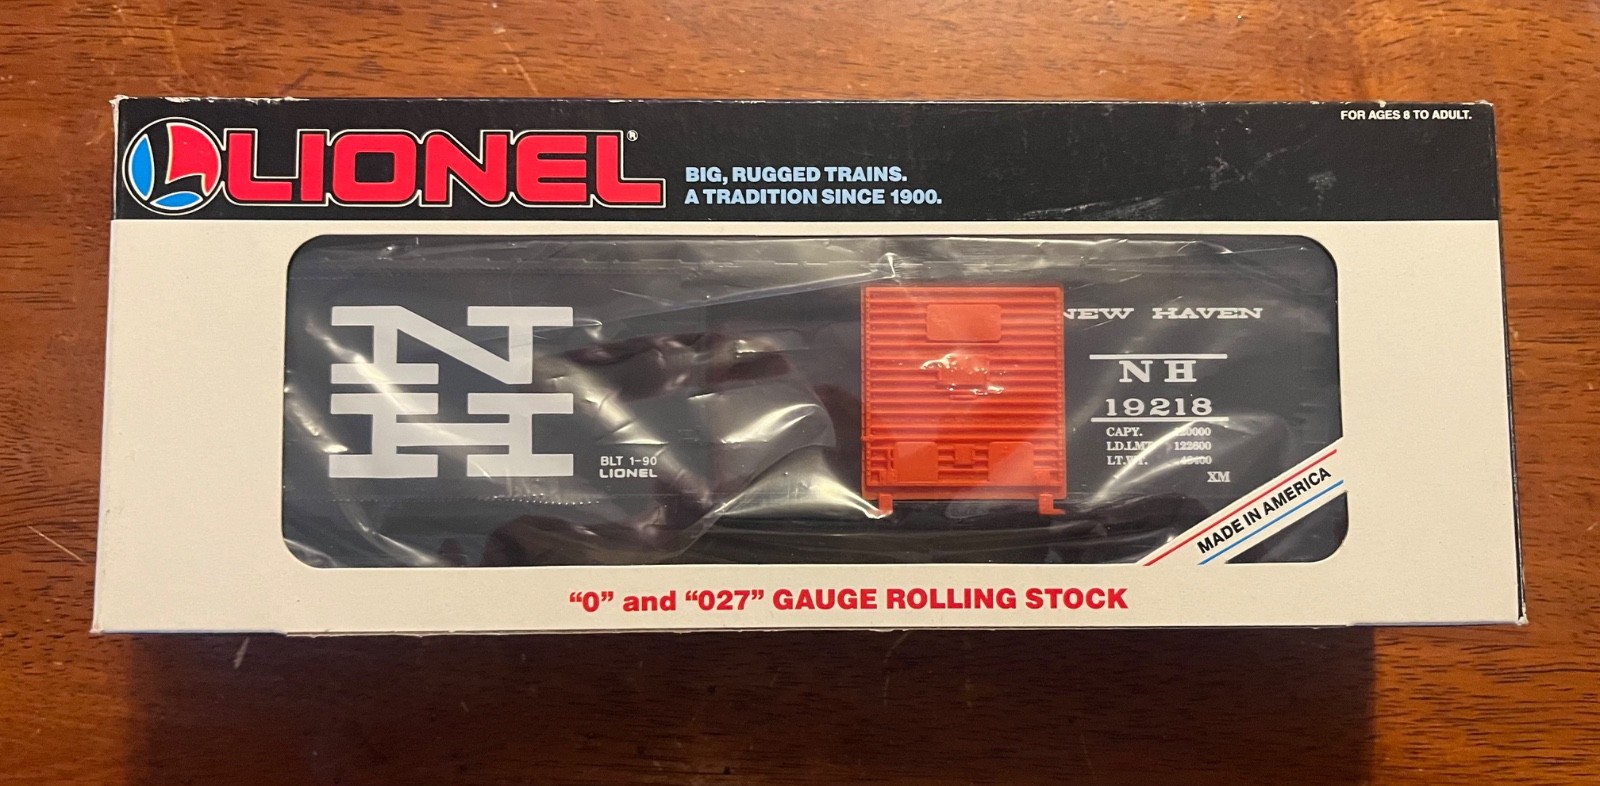 LIONEL®
BIG, RUGGED TRAINS.
A TRADITION SINCE 1900.
FOR AGES 8 TO ADULT.
NH
BLT 1-90
LIONEL
NEW HAVEN
NH
19218
CAPY.
LD.LMT 122600
XM
MADE IN AMERICA
"0" and "027" GAUGE ROLLING STOCK